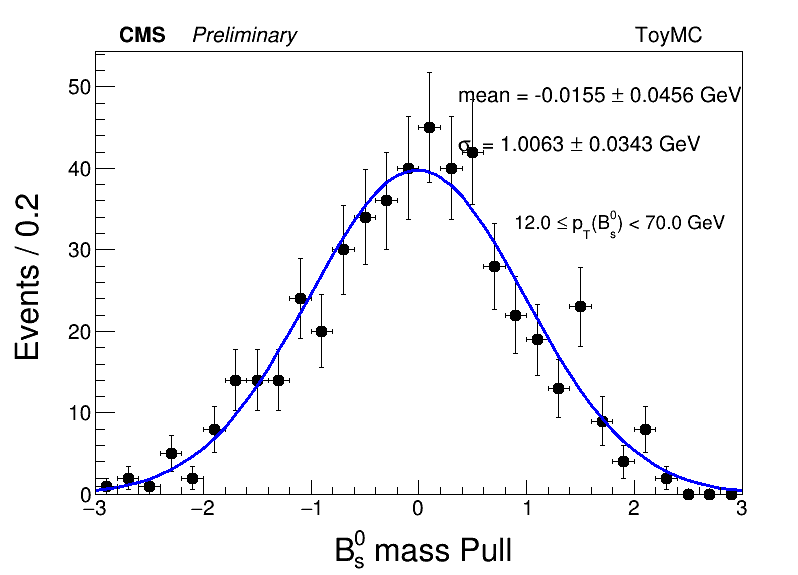 CMS Preliminary ToyMC
50
mean = -0.0155 ± 0.0456 GeV
σ = 1.0063 ± 0.0343 GeV
40
12.0 ≤ p_T(B_s^0) < 70.0 GeV
30
20
10
0
Events / 0.2
−3 −2 −1 0 1 2 3
B_s^0 mass Pull